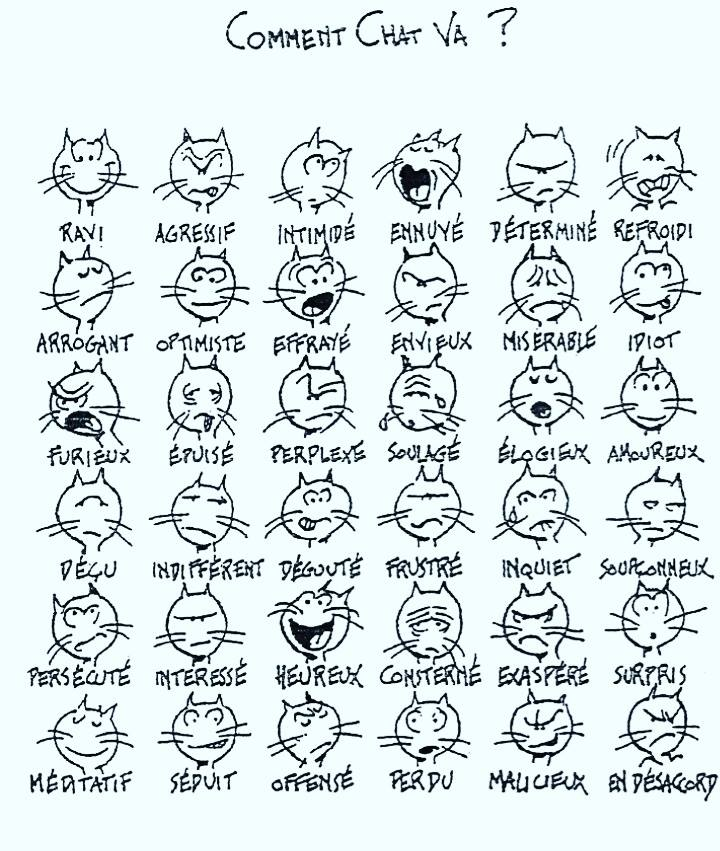 COMMENT CHAT VA ?
RAVI AGRESSIF INTIMIDÉ ENNUYÉ DÉTERMINÉ REFROIDI
ARROGANT OPTIMISTE EFFRAYÉ ENVIEUX MISÉRABLE IDIOT
FURIEUX ÉPUISÉ PERPLEXE SOULAGÉ ÉLOGIEUX AMOUREUX
DÉÇU INDIFFÉRENT DÉGOUTÉ FRUSTRÉ INQUIET SOUPÇONNEUX
PERSÉCUTÉ INTERESSÉ HEUREUX CONSTERNÉ EXASPÉRÉ SURPRIS
MÉDITATIF SÉDUIT OFFENSÉ PERDU MALICIEUX EN DÉSACCORD